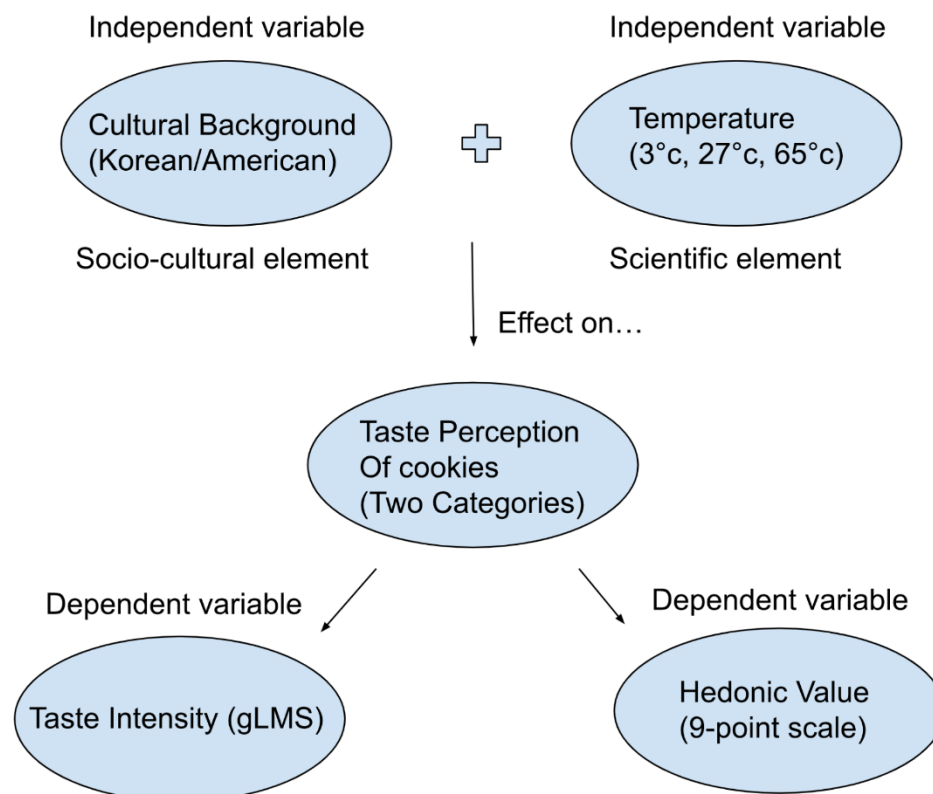 Independent variable
Independent variable
Cultural Background
(Korean/American)
Temperature
(3°c, 27°c, 65°c)
Socio-cultural element
Scientific element
Effect on…
Taste Perception
Of cookies
(Two Categories)
Dependent variable
Dependent variable
Taste Intensity (gLMS)
Hedonic Value
(9-point scale)